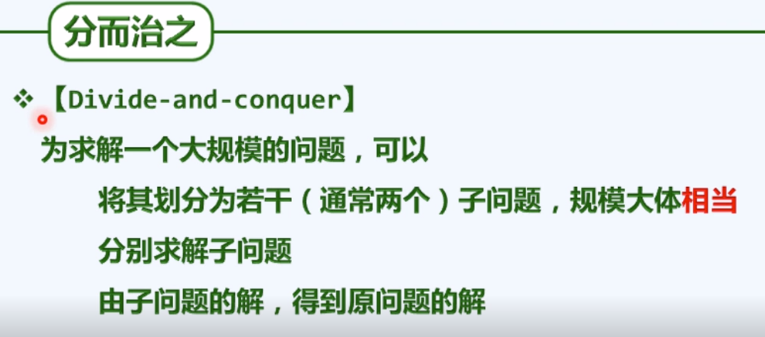 分而治之
❖【Divide-and-conquer】
为求解一个大规模的问题，可以
将其划分为若干（通常两个）子问题，规模大体相当
分别求解子问题
由子问题的解，得到原问题的解